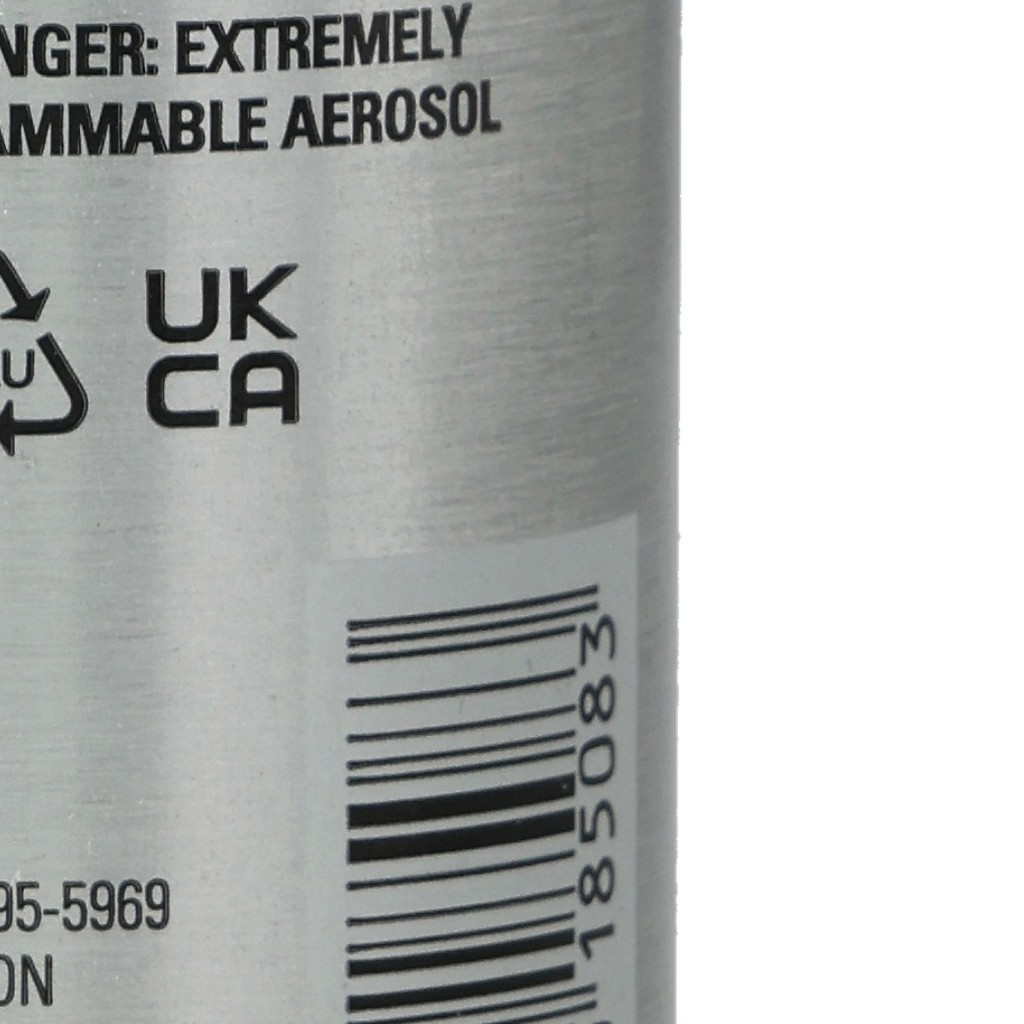 NGER: EXTREMELY
AMMABLE AEROSOL
UK
CA
185083
95-5969
ON